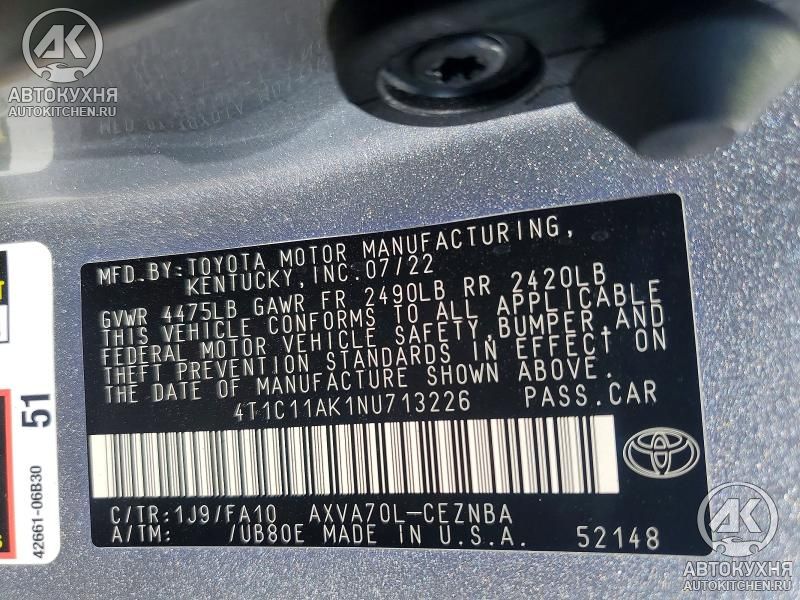 AK
АВТОКУХНЯ
AUTOKITCHEN.RU
MFD.BY:TOYOTA MOTOR MANUFACTURING,
KENTUCKY,INC.07/22
GVWR 4475LB GAWR FR 2490LB RR 2420LB
THIS VEHICLE CONFORMS TO ALL APPLICABLE
FEDERAL MOTOR VEHICLE SAFETY,BUMPER,AND
THEFT PREVENTION STANDARDS IN EFFECT ON
THE DATE OF MANUFACTURE SHOWN ABOVE.
4T1C11AK1NU713226 PASS.CAR
C/TR:1J9/FA10 AXVA70L-CEZNBA
A/TM: /UB80E MADE IN U.S.A. 52148
51
42661-06B30
AK
АВТОКУХНЯ
AUTOKITCHEN.RU